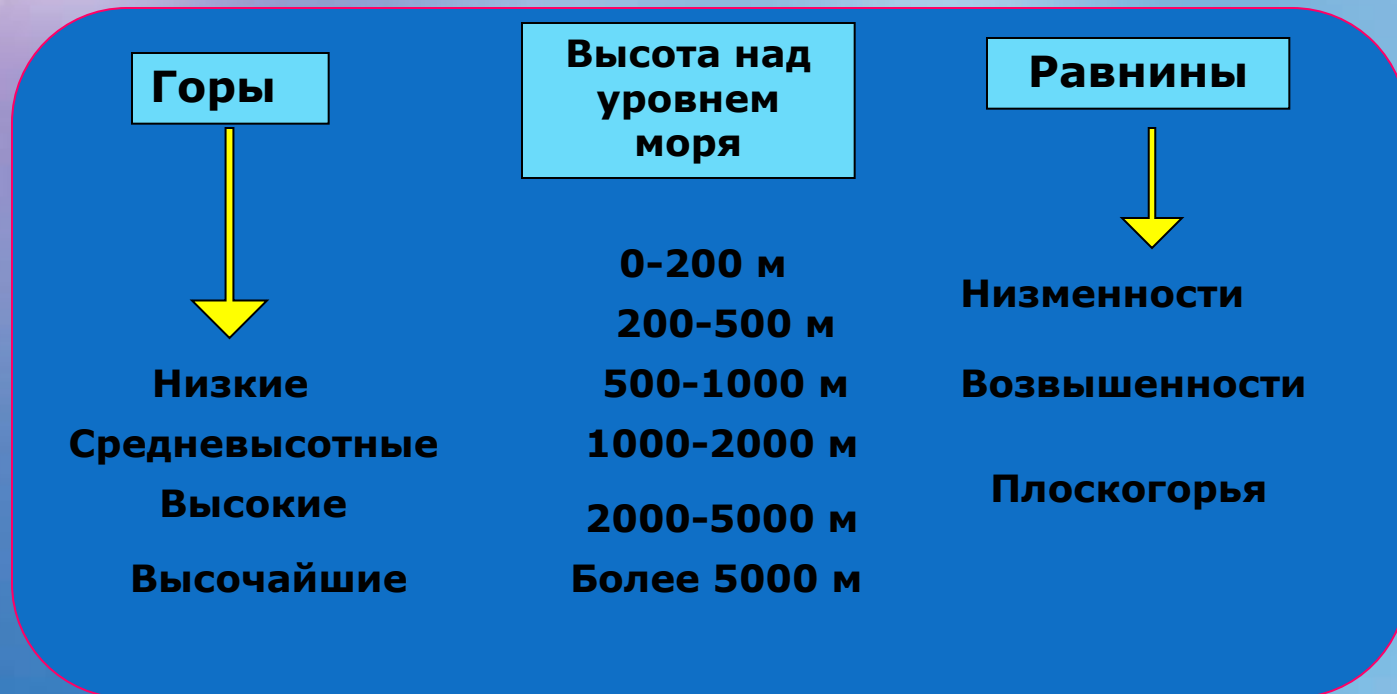 Горы
Высота над
уровнем
моря
Равнины
Низкие
Средневысотные
Высокие
Высочайшие
0-200 м
200-500 м
500-1000 м
1000-2000 м
2000-5000 м
Более 5000 м
Низменности
Возвышенности
Плоскогорья